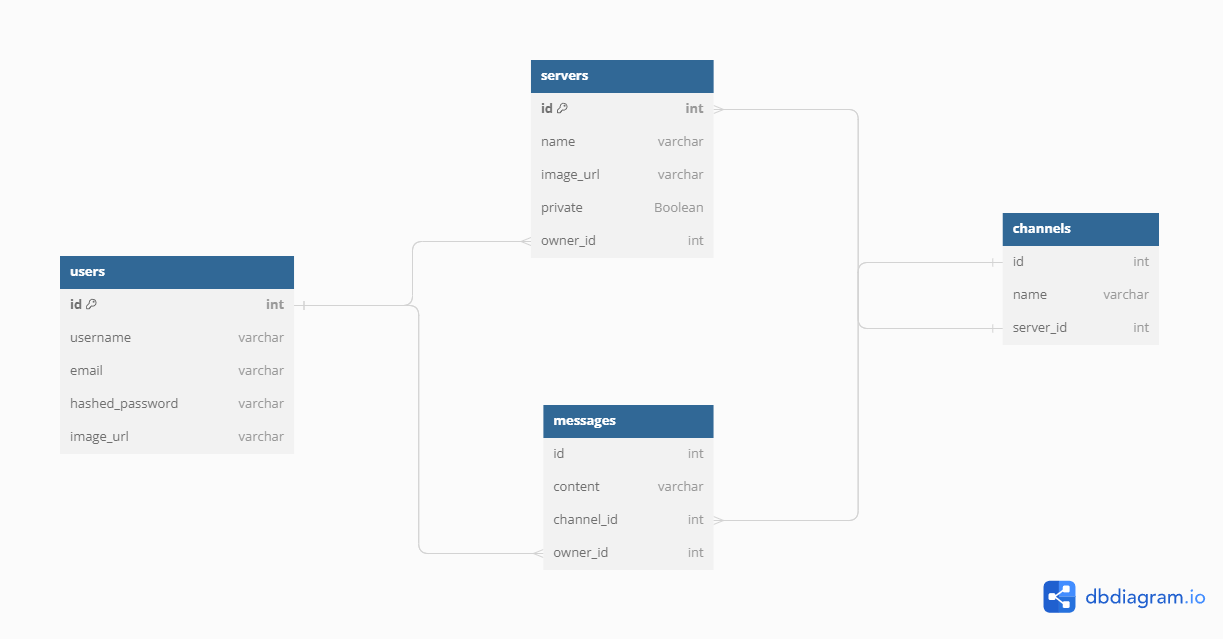 servers
id int
name varchar
image_url varchar
private Boolean
owner_id int
channels
id int
name varchar
server_id int
users
id int
username varchar
email varchar
hashed_password varchar
image_url varchar
messages
id int
content varchar
channel_id int
owner_id int
dbdiagram.io